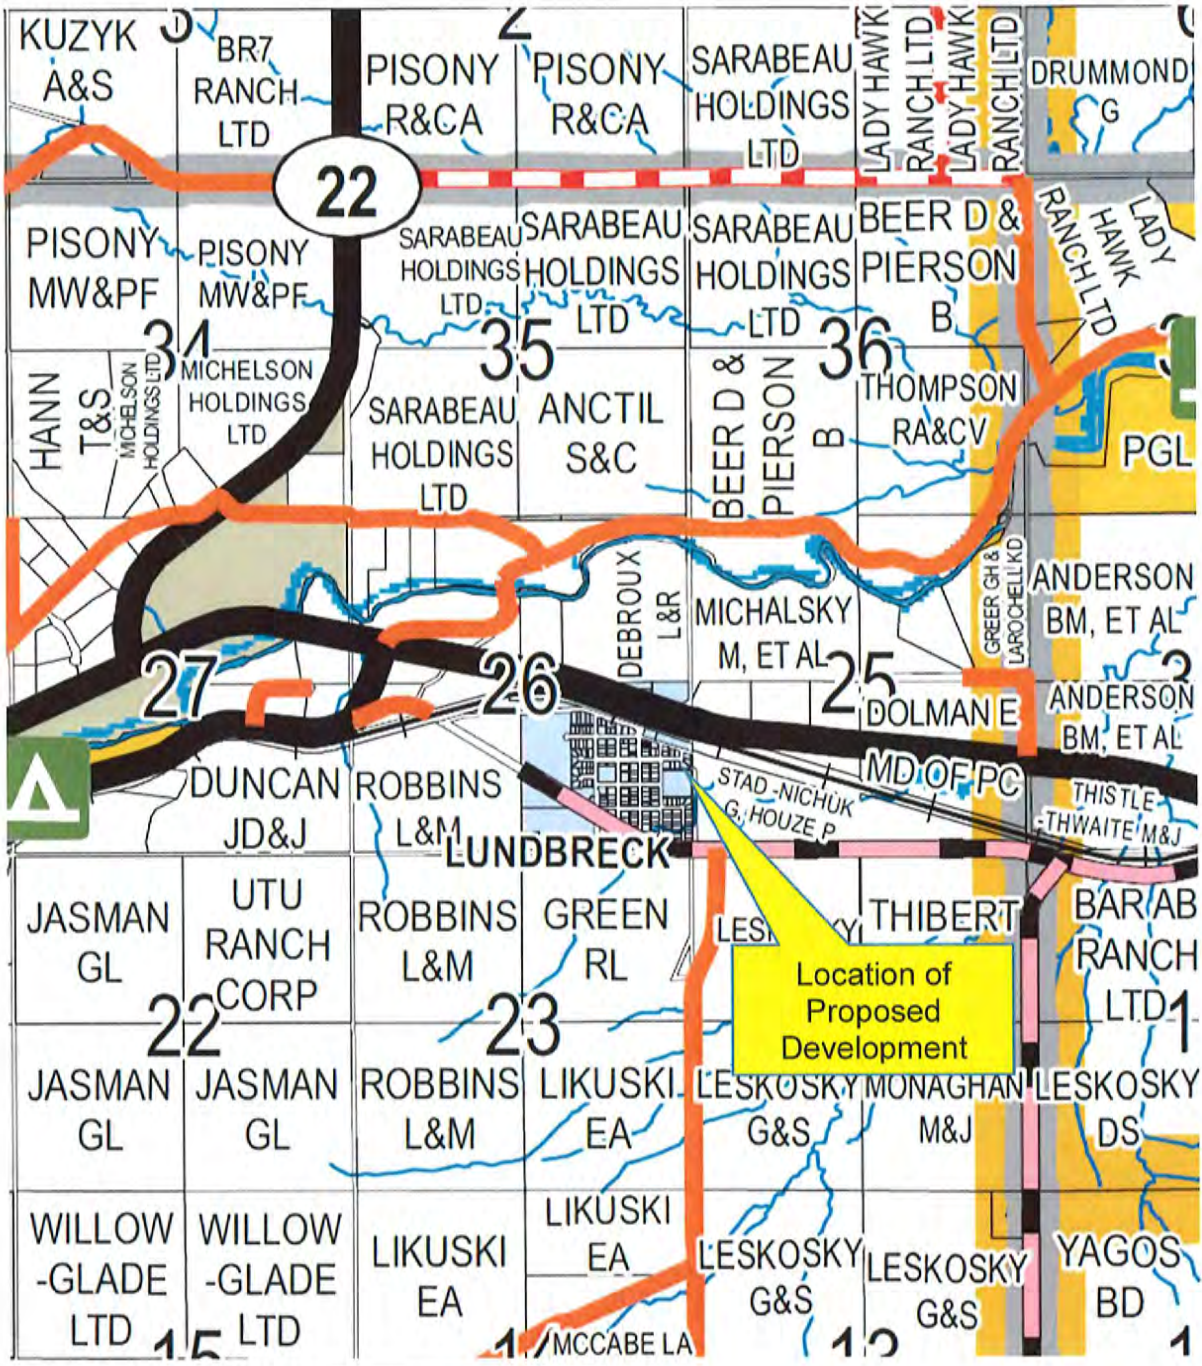 KUZYK
A&S
3
BR7
RANCH
LTD
2
PISONY
R&CA
PISONY
R&CA
SARABEAU
HOLDINGS
LTD
LADY HAWK
RANCH LTD
LADY HAWK
RANCH LTD
DRUMMOND
G
22
PISONY
MW&PF
PISONY
MW&PF
SARABEAU
HOLDINGS
LTD
SARABEAU
HOLDINGS
LTD
SARABEAU
HOLDINGS
LTD
BEER D &
PIERSON
B
LADY
HAWK
RANCH LTD
34
35
36
HANN
T&S
MICHELSON
HOLDINGS LTD
MICHELSON
HOLDINGS
LTD
SARABEAU
HOLDINGS
LTD
ANCTIL
S&C
BEER D &
PIERSON
B
THOMPSON
RA&CV
PGL
DEBROUX
L&R
MICHALSKY
M, ET AL
GREER GH &
LAROCHELL KD
ANDERSON
BM, ET AL
27
26
25
3
DOLMAN E
ANDERSON
BM, ET AL
DUNCAN
JD&J
ROBBINS
L&M
STAD -NICHUK
G, HOUZE P
MD OF PC
THISTLE
-THWAITE M&J
LUNDBRECK
JASMAN
GL
UTU
RANCH
CORP
ROBBINS
L&M
GREEN
RL
THIBERT
BAR AB
RANCH
LTD
Location of
Proposed
Development
22
23
1
JASMAN
GL
JASMAN
GL
ROBBINS
L&M
LIKUSKI
EA
LESKOSKY
G&S
MONAGHAN
M&J
LESKOSKY
DS
WILLOW
-GLADE
LTD
WILLOW
-GLADE
LTD
LIKUSKI
EA
LIKUSKI
EA
LESKOSKY
G&S
LESKOSKY
G&S
YAGOS
BD
15
MCCABE LA
12